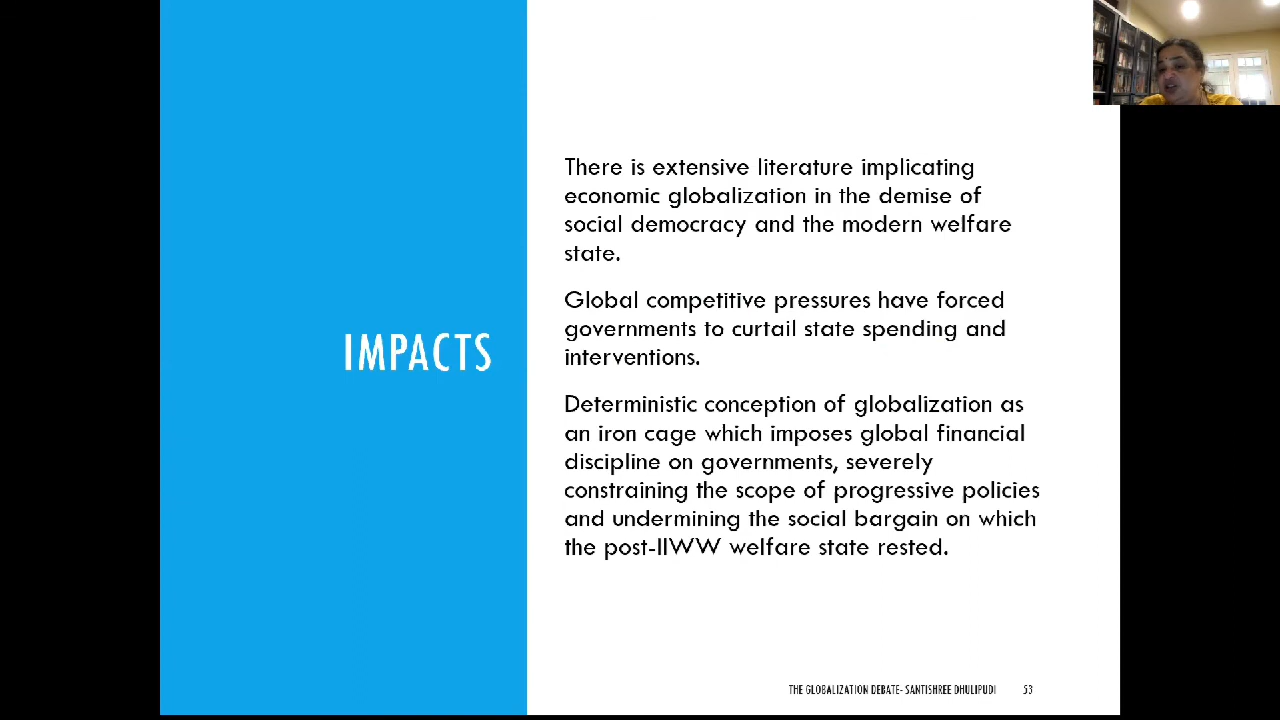 IMPACTS
There is extensive literature implicating
economic globalization in the demise of
social democracy and the modern welfare
state.
Global competitive pressures have forced
governments to curtail state spending and
interventions.
Deterministic conception of globalization as
an iron cage which imposes global financial
discipline on governments, severely
constraining the scope of progressive policies
and undermining the social bargain on which
the post-IIWW welfare state rested.
THE GLOBALIZATION DEBATE- SANTISHREE DHULIPUDI 53